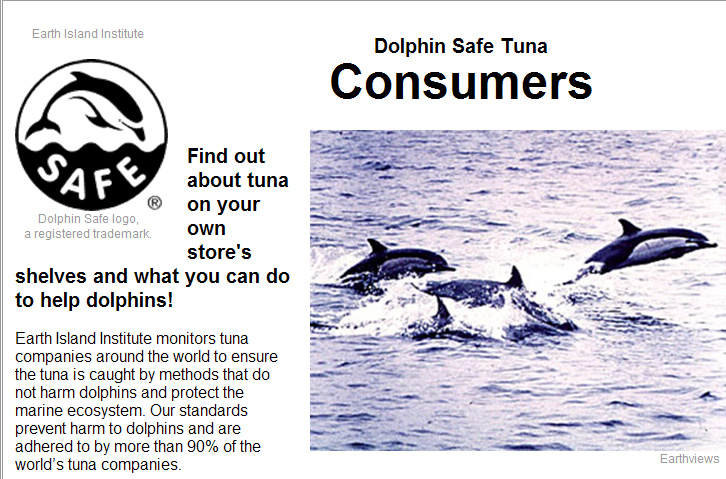 Earth Island Institute
SAFE
®
Dolphin Safe logo,
a registered trademark.
Dolphin Safe Tuna
Consumers
Find out
about tuna
on your
own
store's
shelves and what you can do
to help dolphins!
Earth Island Institute monitors tuna
companies around the world to ensure
the tuna is caught by methods that do
not harm dolphins and protect the
marine ecosystem. Our standards
prevent harm to dolphins and are
adhered to by more than 90% of the
world's tuna companies.
Earthviews